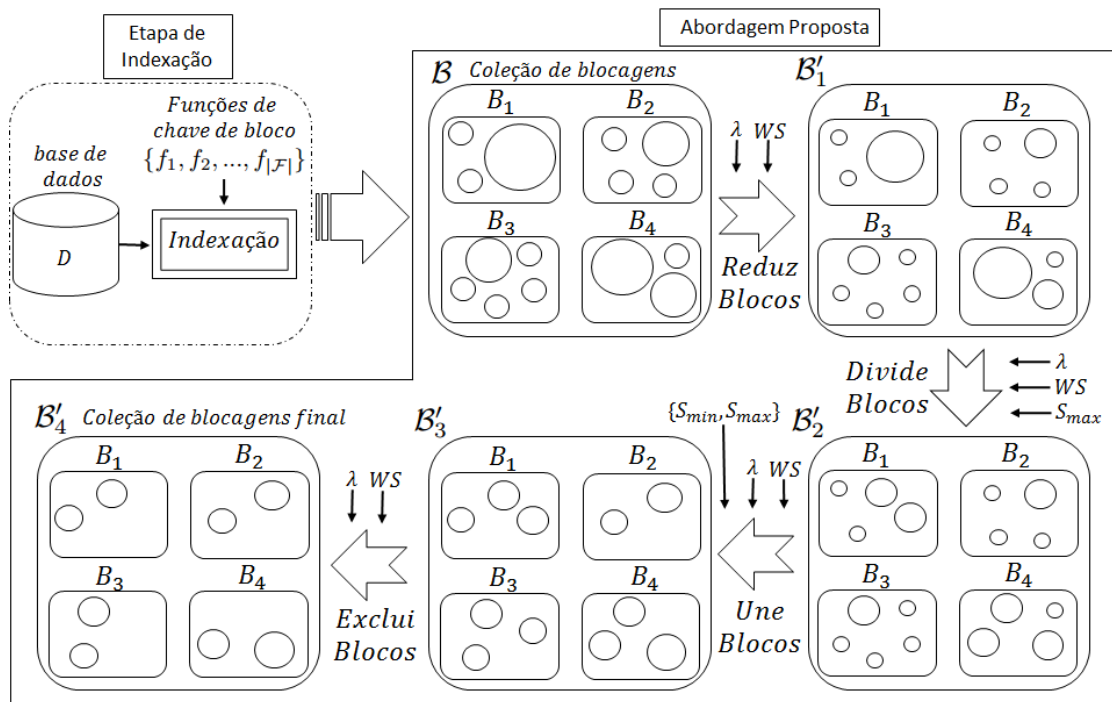 Etapa de
Indexação
Abordagem Proposta
Funções de
chave de bloco
{f₁, f₂, ..., f|𝓕|}
base de
dados
D
Indexação
𝓑 Coleção de blocagens
B₁ B₂
B₃ B₄
λ WS
Reduz
Blocos
𝓑′₁
B₁ B₂
B₃ B₄
Divide
Blocos
λ
WS
Sₘₐₓ
𝓑′₂
B₁ B₂
B₃ B₄
{Sₘᵢₙ, Sₘₐₓ}
λ WS
Une
Blocos
𝓑′₃
B₁ B₂
B₃ B₄
λ WS
Exclui
Blocos
𝓑′₄ Coleção de blocagens final
B₁ B₂
B₃ B₄